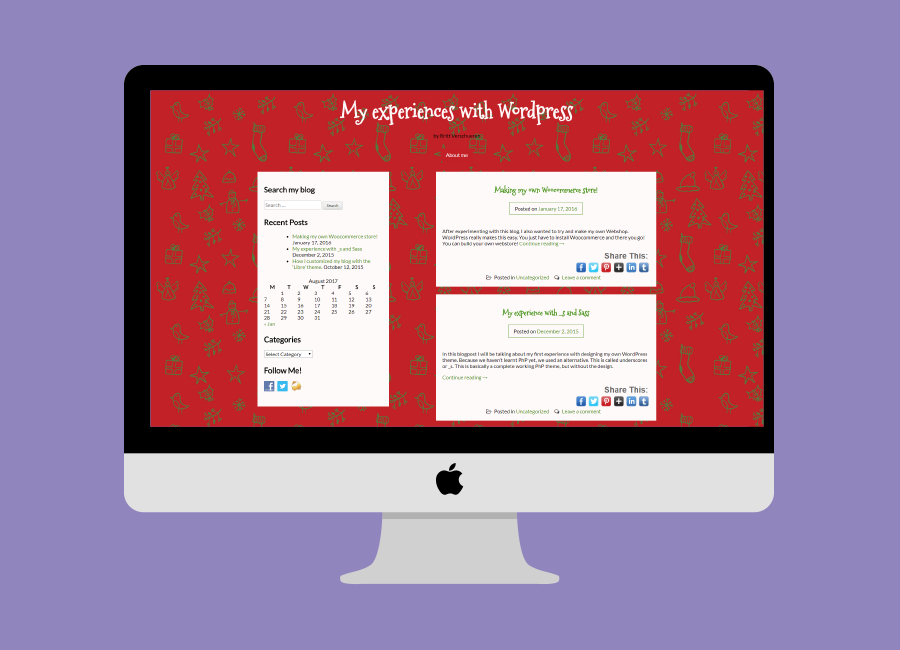 My experiences with Wordpress
About me
Search my blog
Search ...
Search
Recent Posts
Making my own Woocommerce store!
January 17, 2016
My experience with _s and Sass
December 2, 2015
How I customized my blog with the
'Libre' theme. October 12, 2015
August 2017
M T W T F S S
1 2 3 4 5 6
7 8 9 10 11 12 13
14 15 16 17 18 19 20
21 22 23 24 25 26 27
28 29 30 31
« Jan
Categories
Select Category
Follow Me!
Making my own Woocommerce store!
Posted on January 17, 2016
After experimenting with this blog, I also wanted to try and make my own Webshop.
WordPress really makes this easy. You just have to install Woocommerce and there you go!
You can build your own webstore! Continue reading →
Share This:
Posted in Uncategorized Leave a comment
My experience with _s and Sass
Posted on December 2, 2015
In this blogpost I will be talking about my first experience with designing my own WordPress
theme. Because we haven't learnt PhP yet, we used an alternative. This is called underscores
or _s. This is basically a complete working PhP theme, but without the design.
Continue reading →
Share This:
Posted in Uncategorized Leave a comment